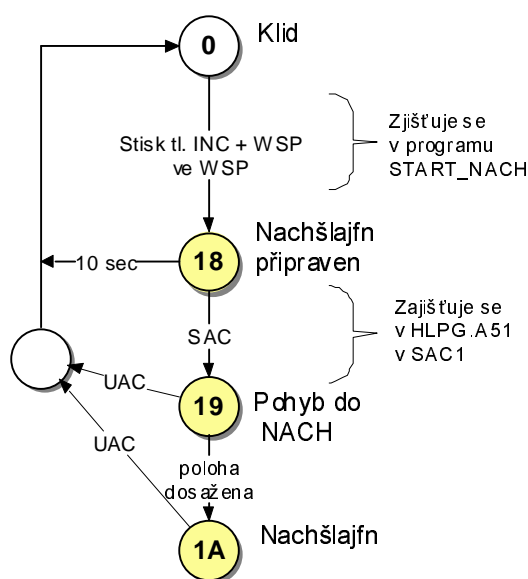 0
Klid
Stisk tl. INC + WSP
ve WSP
Zjišťuje se
v programu
START_NACH
Nachšlajfn
připraven
18
10 sec
SAC
Zajišťuje se
v HLPG.A51
v SAC1
UAC
19
Pohyb do
NACH
UAC
poloha
dosažena
1A
Nachšlajfn